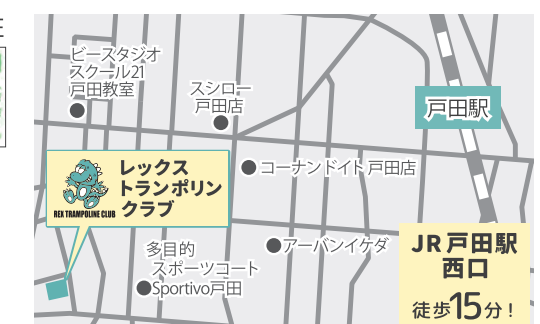 ビースタジオ
スクール21
戸田教室
スシロー
戸田店
戸田駅
コーナンドイト 戸田店
レックス
トランポリン
クラブ
REX TRAMPOLINE CLUB
多目的
スポーツコート
Sportivo戸田
アーバンイケダ
JR戸田駅
西口
徒歩15分!